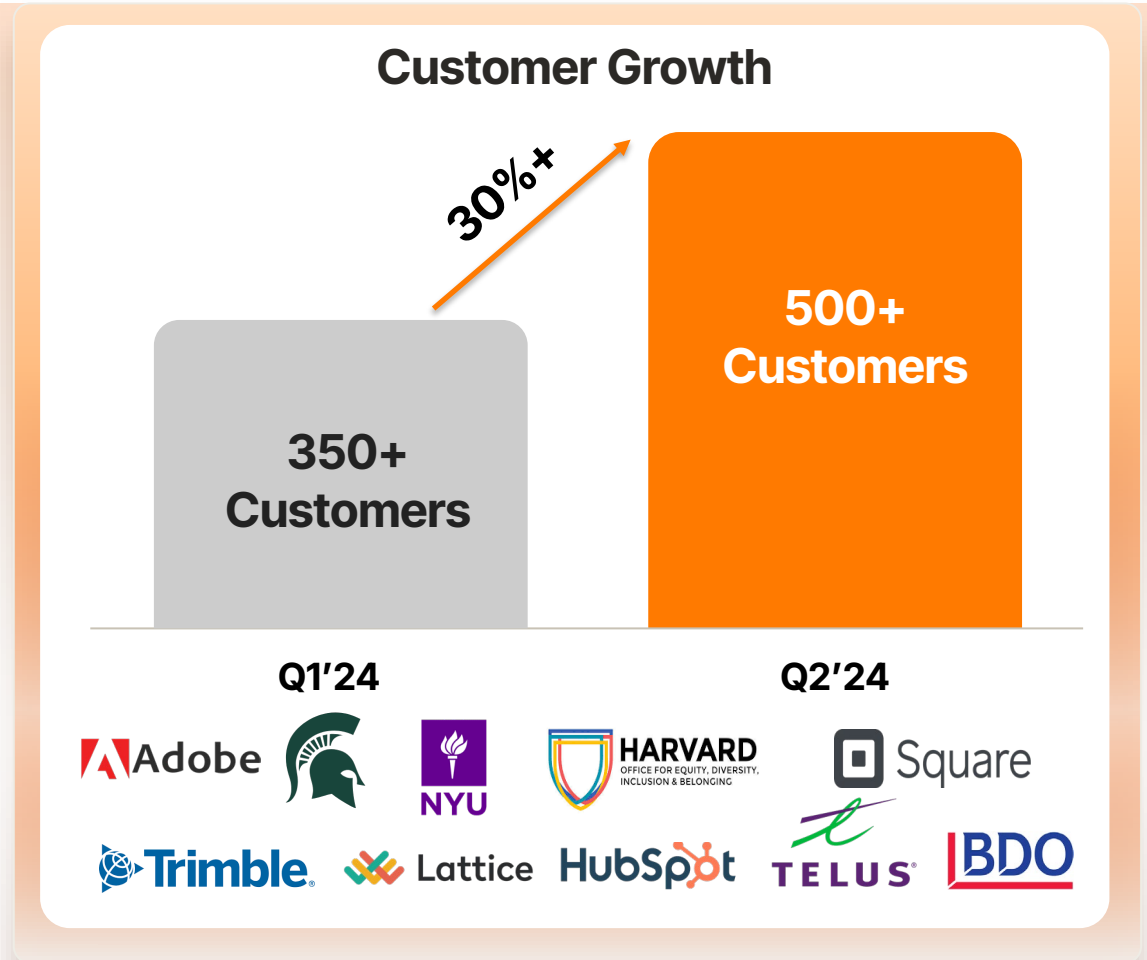 Customer Growth
30%+
500+
Customers
350+
Customers
Q1’24
Q2’24
Adobe
NYU
HARVARD
OFFICE FOR EQUITY, DIVERSITY,
INCLUSION & BELONGING
Square
Trimble®
Lattice
HubSpot
TELUS®
BDO